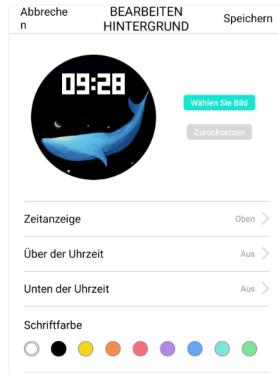 Abbreche
n
BEARBEITEN
HINTERGRUND
Speichern
09:28
Wählen Sie Bild
Zurücksetzen
Zeitanzeige
Oben
Über der Uhrzeit
Aus
Unten der Uhrzeit
Aus
Schriftfarbe